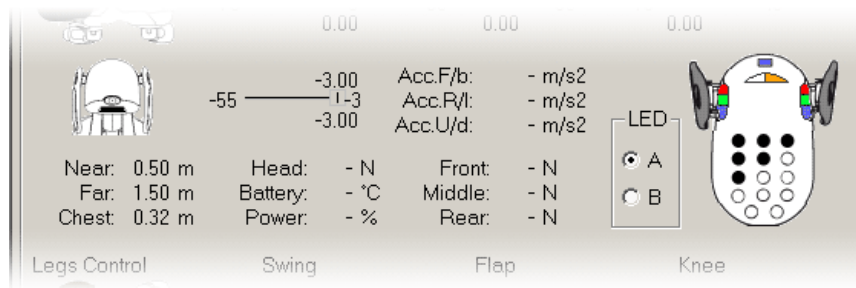 0.00 0.00 0.00
-3.00 Acc.F/b: - m/s2
-55 -3 Acc.R/l: - m/s2 LED
-3.00 Acc.U/d: - m/s2
A
Near: 0.50 m Head: - N Front: - N
Far: 1.50 m Battery: - °C Middle: - N B
Chest: 0.32 m Power: - % Rear: - N
Legs Control Swing Flap Knee